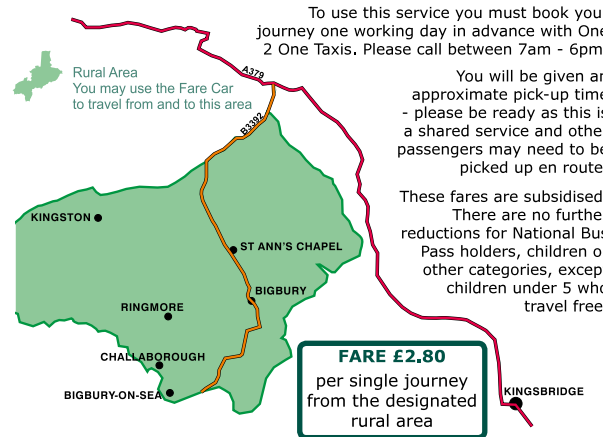 To use this service you must book you
journey one working day in advance with One
2 One Taxis. Please call between 7am - 6pm
A379
Rural Area
You may use the Fare Car
to travel from and to this area
You will be given an
approximate pick-up time
- please be ready as this is
a shared service and other
passengers may need to be
picked up en route
B3392
These fares are subsidised
There are no further
reductions for National Bus
Pass holders, children o
other categories, excep
children under 5 who
travel free
KINGSTON
ST ANN'S CHAPEL
BIGBURY
RINGMORE
CHALLABOROUGH
BIGBURY-ON-SEA
FARE £2.80
per single journey
from the designated
rural area
KINGSBRIDGE